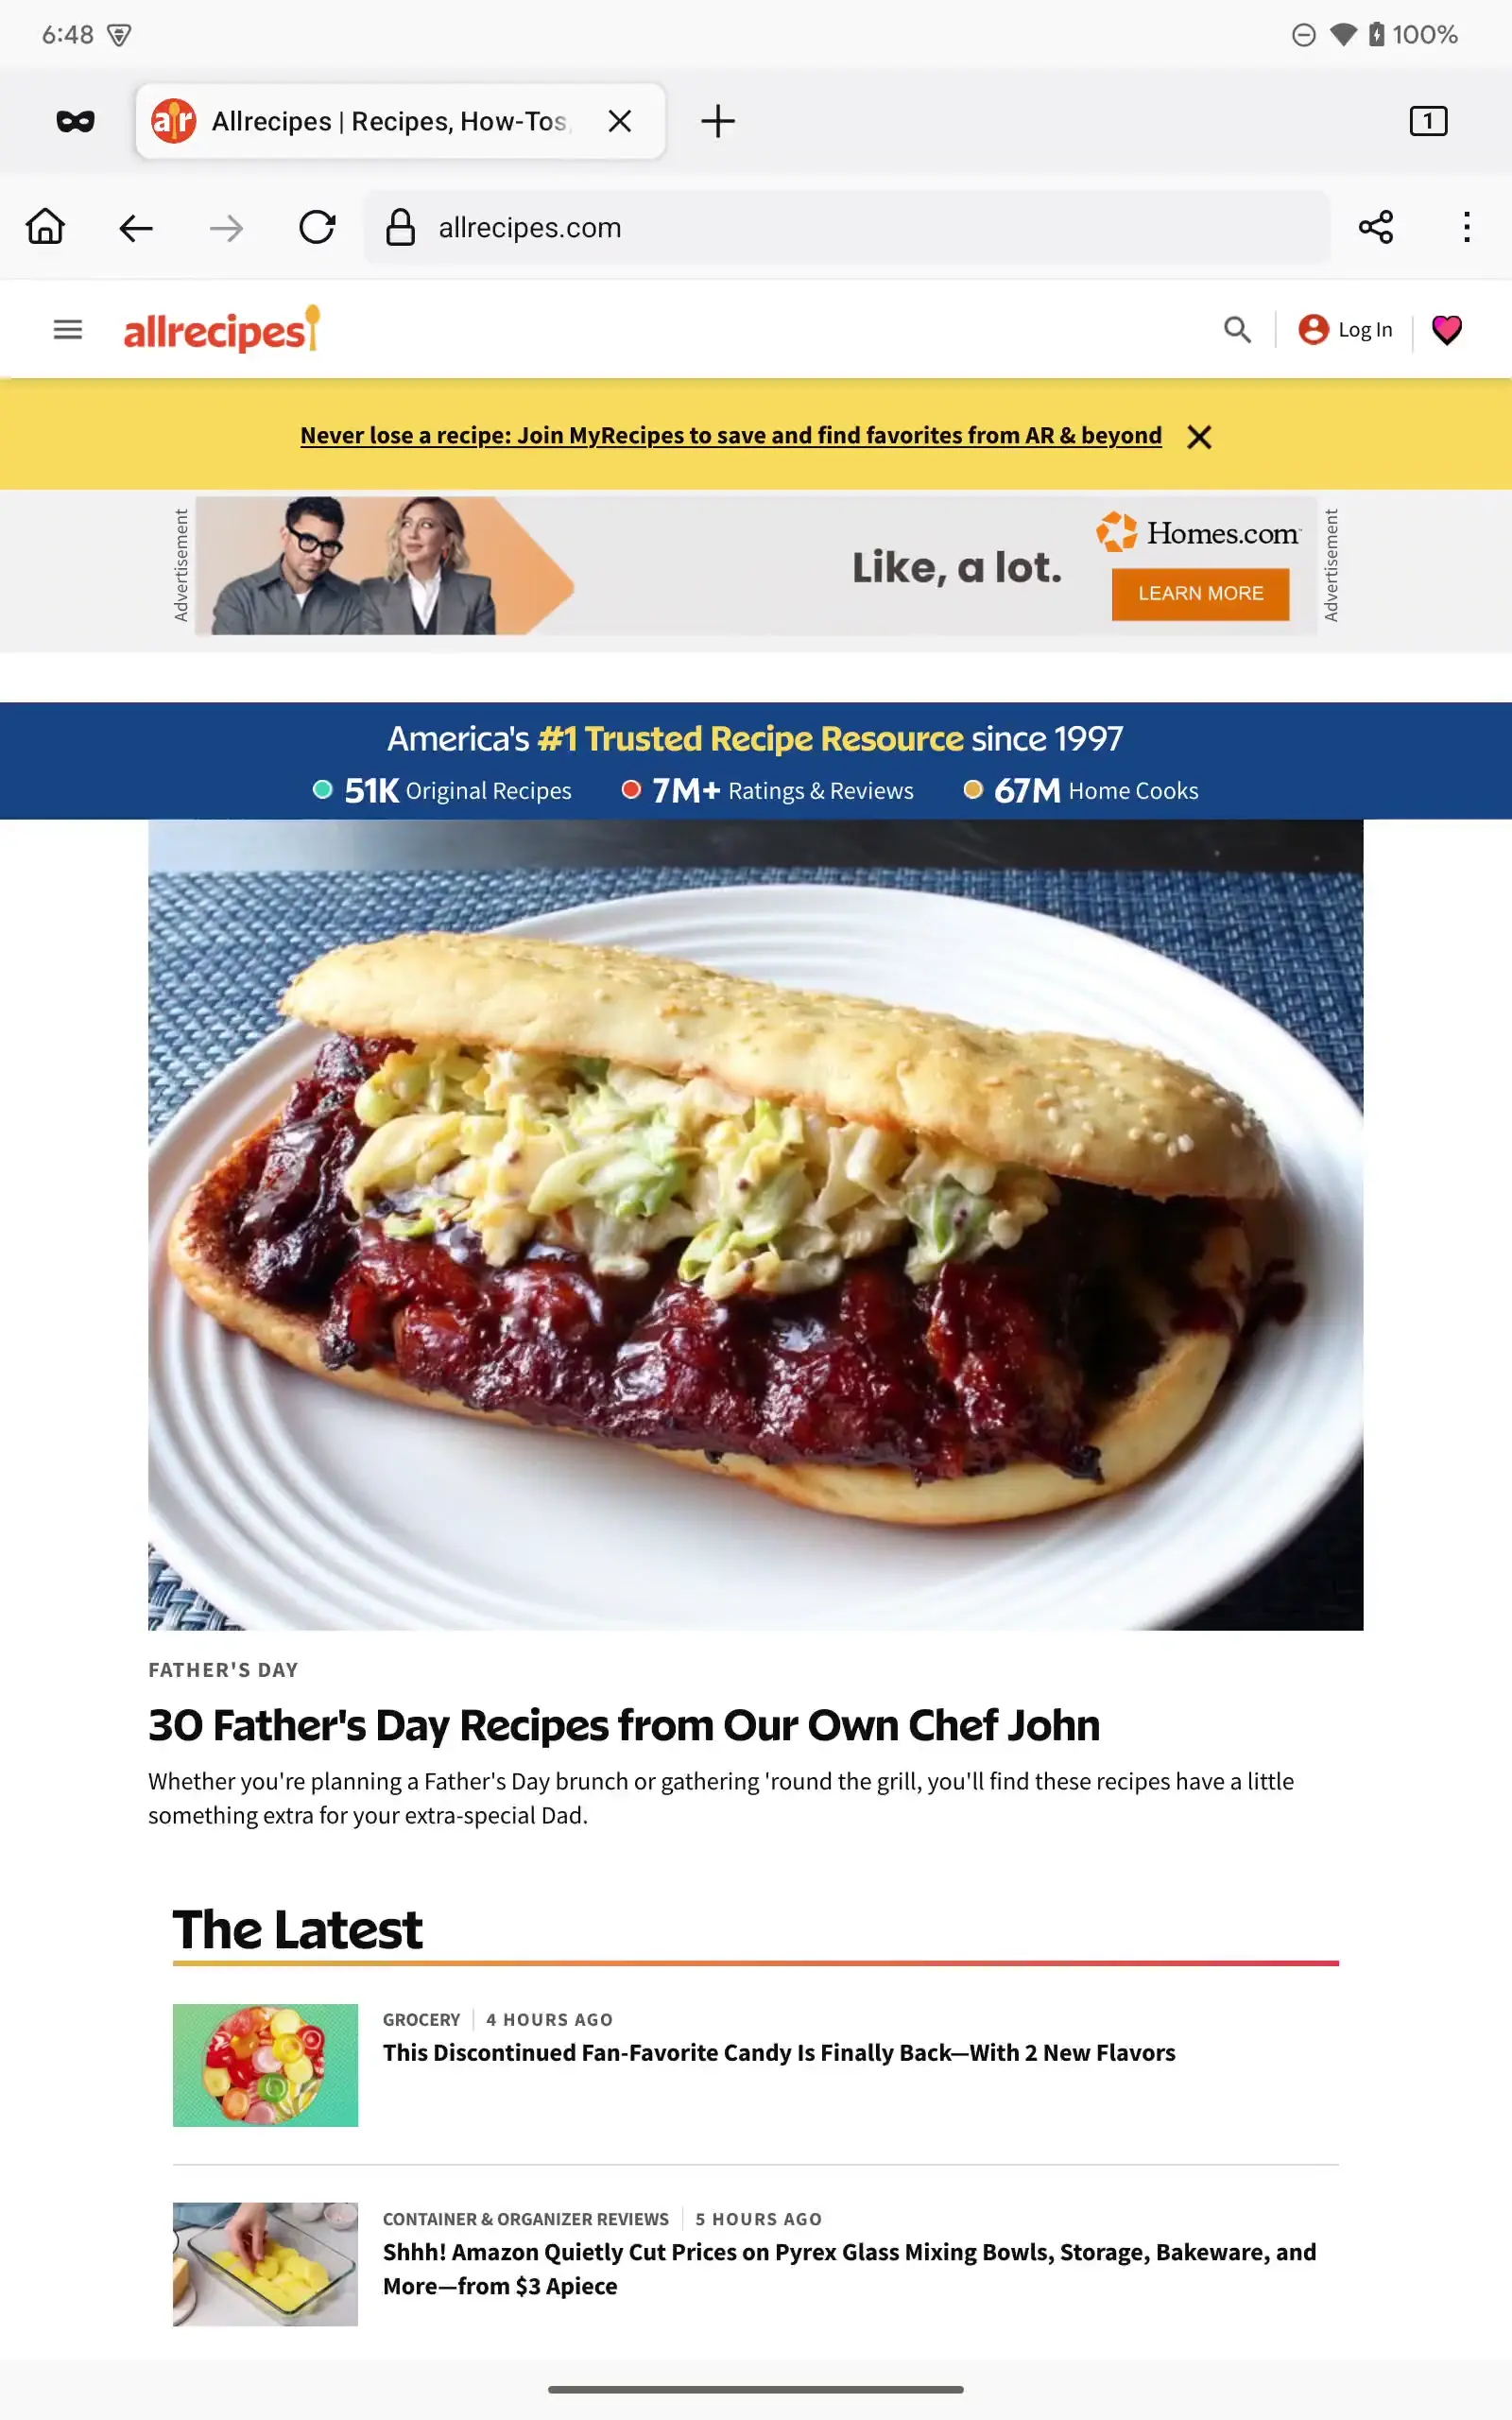 6:48
100%
ar
Allrecipes | Recipes, How-Tos,
1
allrecipes.com
allrecipes
Log In
Never lose a recipe: Join MyRecipes to save and find favorites from AR & beyond
Advertisement
Like, a lot.
Homes.com
LEARN MORE
Advertisement
America's #1 Trusted Recipe Resource since 1997
51K Original Recipes
7M+ Ratings & Reviews
67M Home Cooks
FATHER'S DAY
30 Father's Day Recipes from Our Own Chef John
Whether you're planning a Father's Day brunch or gathering 'round the grill, you'll find these recipes have a little
something extra for your extra-special Dad.
The Latest
GROCERY | 4 HOURS AGO
This Discontinued Fan-Favorite Candy Is Finally Back—With 2 New Flavors
CONTAINER & ORGANIZER REVIEWS | 5 HOURS AGO
Shhh! Amazon Quietly Cut Prices on Pyrex Glass Mixing Bowls, Storage, Bakeware, and
More—from $3 Apiece